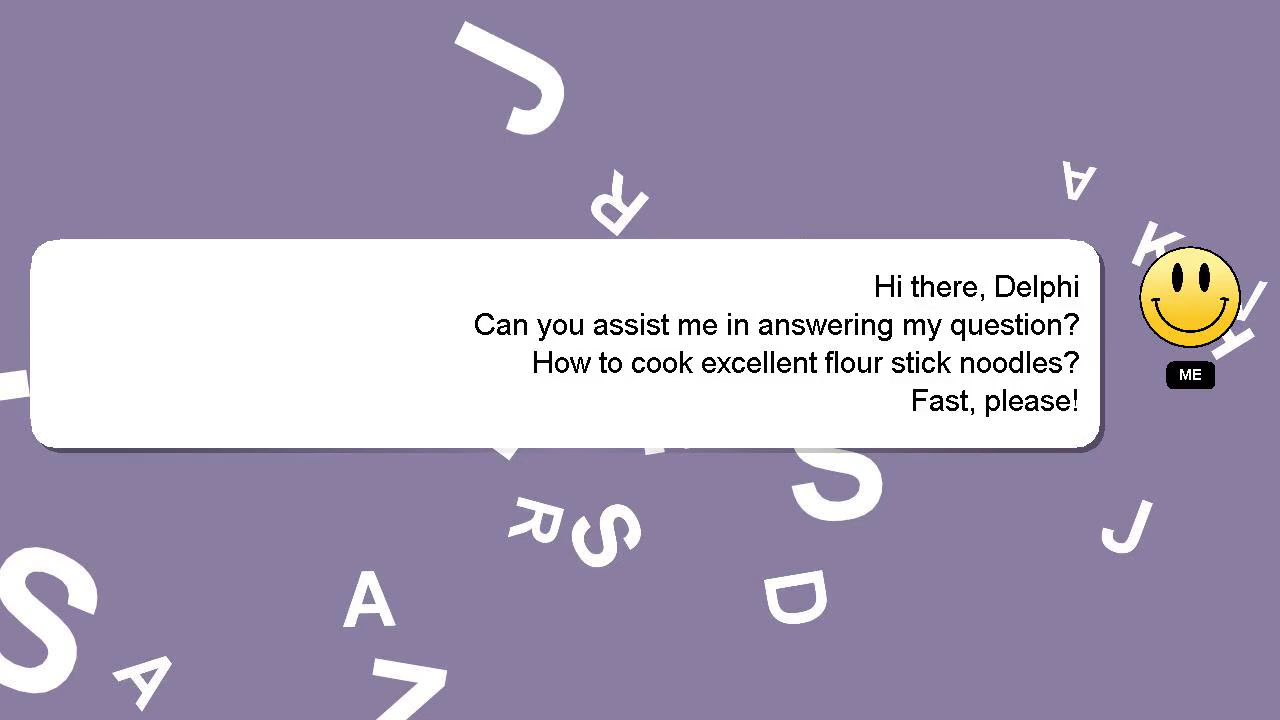 Hi there, Delphi
Can you assist me in answering my question?
How to cook excellent flour stick noodles?
Fast, please!
ME
J
R
A
K
S
R
S
J
D
A
S
A
Z